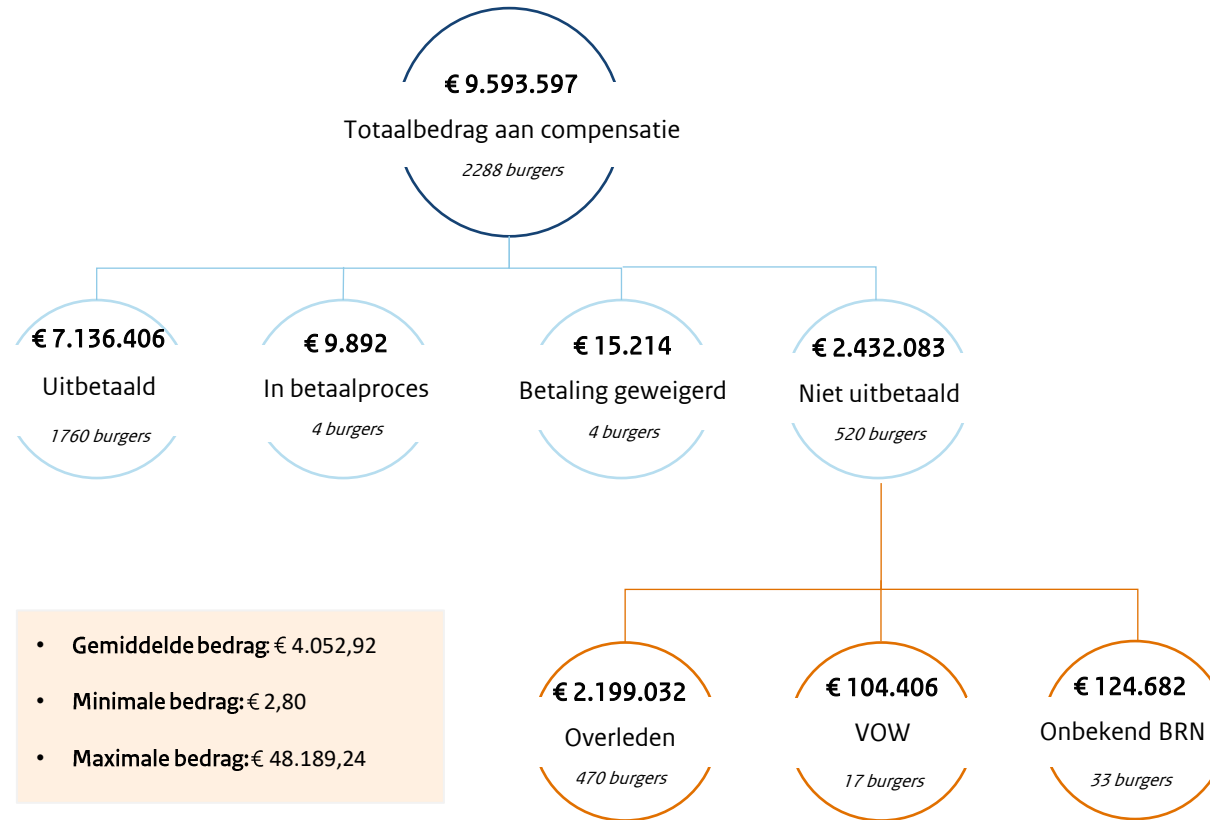 € 9.593.597
Totaalbedrag aan compensatie
2288 burgers
€ 7.136.406
Uitbetaald
1760 burgers
€ 9.892
In betaalproces
4 burgers
€ 15.214
Betaling geweigerd
4 burgers
€ 2.432.083
Niet uitbetaald
520 burgers
• Gemiddelde bedrag: € 4.052,92
• Minimale bedrag: € 2,80
• Maximale bedrag: € 48.189,24
€ 2.199.032
Overleden
470 burgers
€ 104.406
VOW
17 burgers
€ 124.682
Onbekend BRN
33 burgers